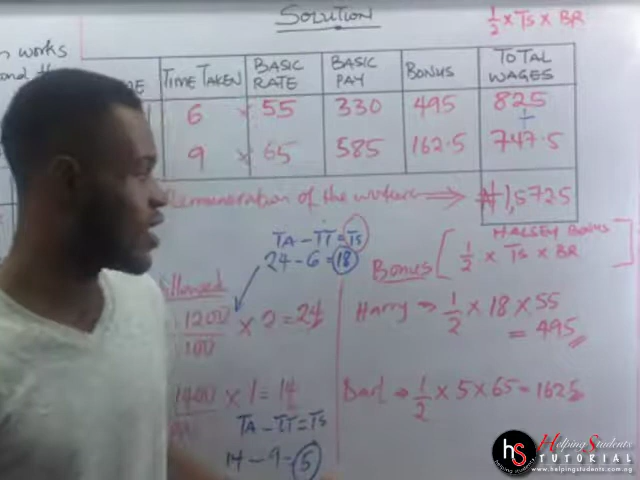 SOLUTION
½ × TS × BR
works
TIME TAKEN BASIC RATE BASIC PAY BONUS TOTAL WAGES
6 × 55 330 495 825
+
9 × 65 585 162.5 747.5
Remuneration of the workers ₦1,572.5
TA - TT = TS
24 - 6 = 18
HALSEY BONUS
Bonus [ ½ × TS × BR ]
Allowed
1200/100 × 2 = 24
Harry → ½ × 18 × 55
= 495
1400 × 1 = 14
½ × 5 × 65 = 162.5
TA - TT = TS
14 - 9 = 5
hs
Helping Students
TUTORIAL
www.helpingstudents.com.ng